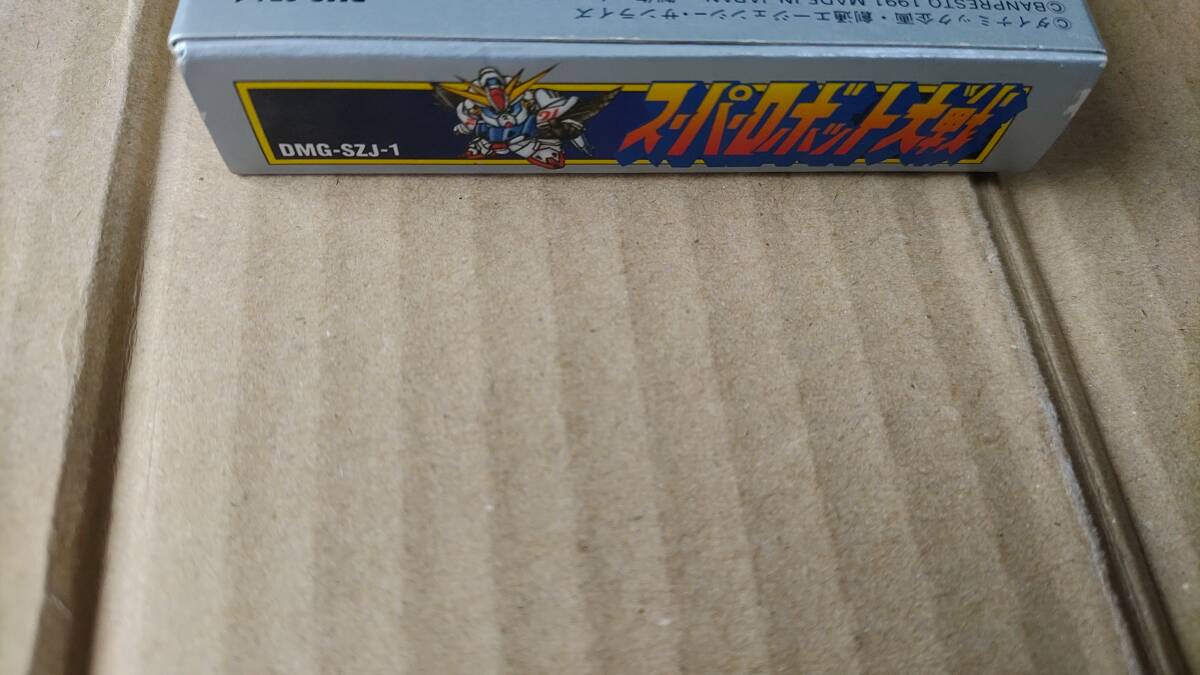 ©ダイナミック企画・創通エージェンシー・サンライズ
©BANPRESTO 1991 MADE IN JAPAN
DMG-SZJ-1
スーパーロボット大戦